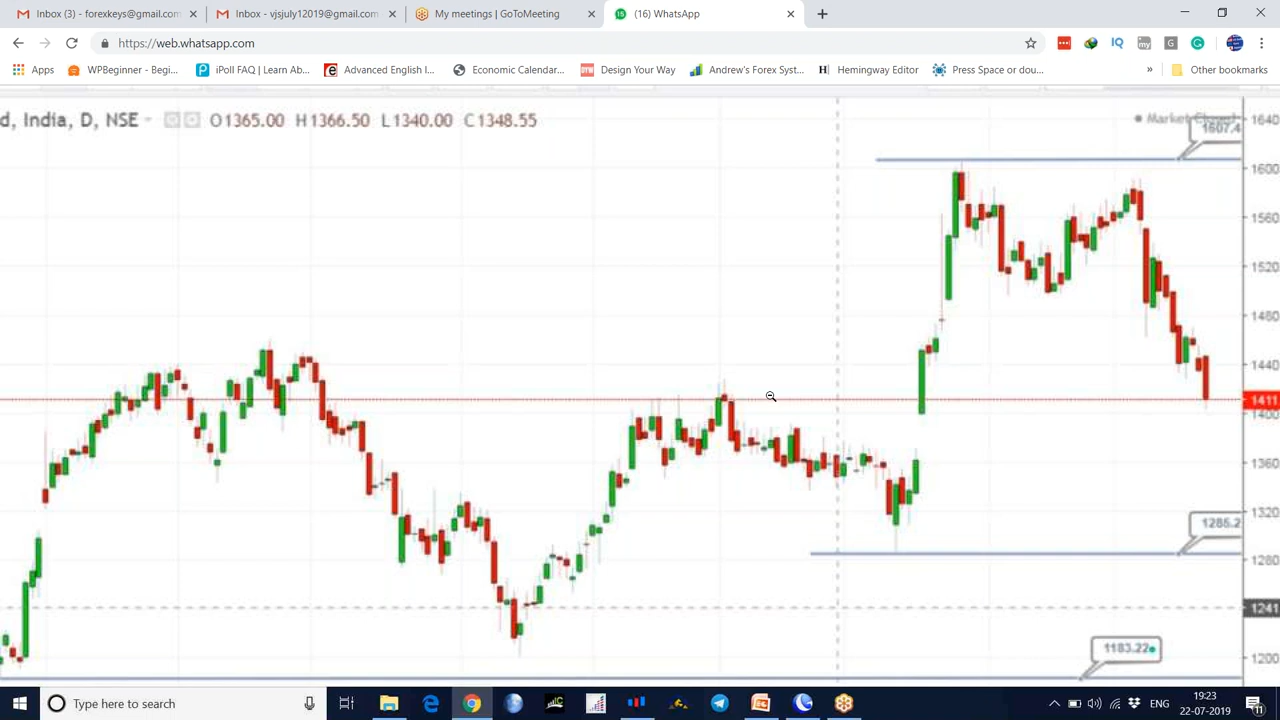 Inbox (3) - forexkeys@gmail.com
Inbox - vjsjuly12019@gmail.com
My meetings | GoToMeeting
(16) WhatsApp
https://web.whatsapp.com
Apps
WPBeginner - Begi...
iPoll FAQ | Learn Ab...
Advanced English I...
Economic Calendar...
Design Your Way
Andrew's Forex Syst...
Hemingway Editor
Press Space or dou...
» Other bookmarks
d, India, D, NSE O1365.00 H1366.50 L1340.00 C1348.55
1640
1607.4
1600
1560
1520
1480
1440
1411
1400
1360
1320
1285.2
1280
1241
1183.22
1200
Type here to search
ENG
19:23
22-07-2019
11